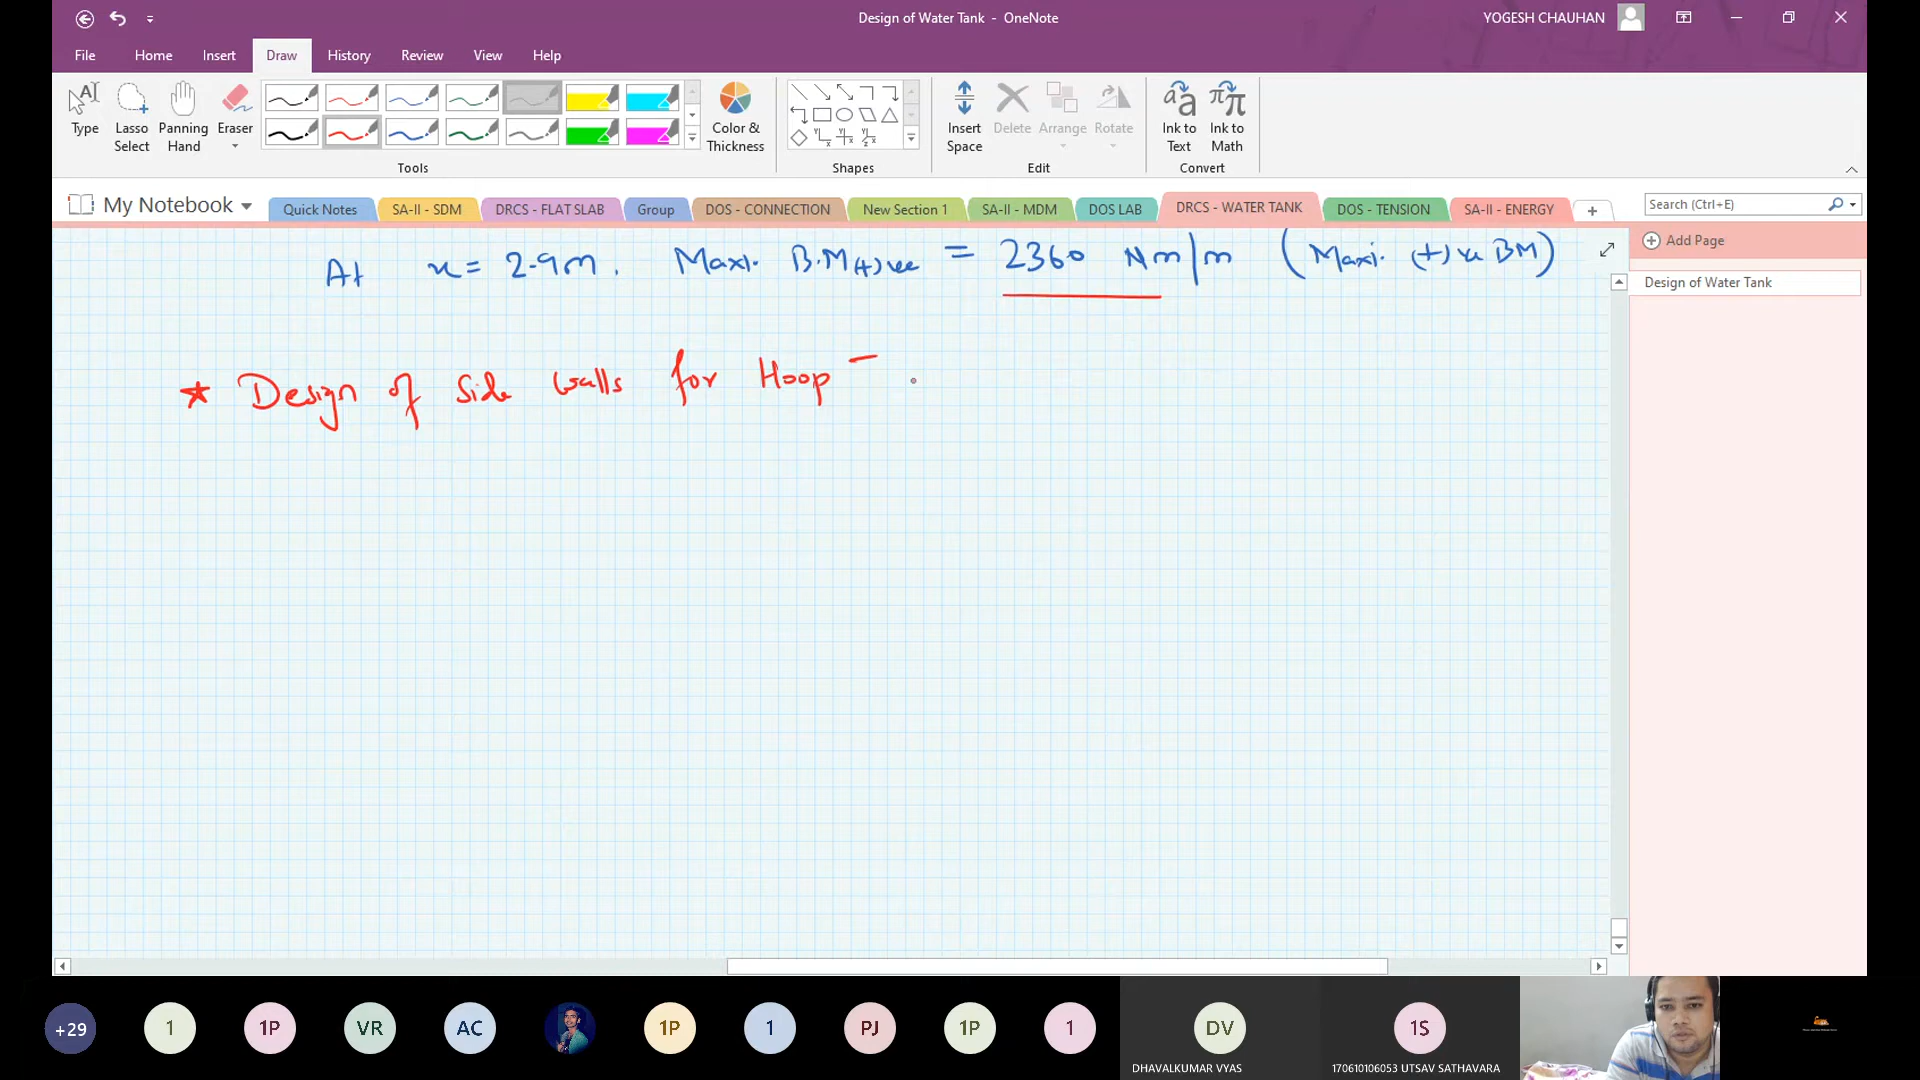 Design of Water Tank - OneNote
YOGESH CHAUHAN
File Home Insert Draw History Review View Help
Type
Lasso Select
Panning Hand
Eraser
Color & Thickness
Insert Space
Delete
Arrange
Rotate
Ink to Text
Ink to Math
Tools Shapes Edit Convert
My Notebook
Quick Notes SA-II - SDM DRCS - FLAT SLAB Group DOS - CONNECTION New Section 1 SA-II - MDM DOS LAB DRCS - WATER TANK DOS - TENSION SA-II - ENERGY
Search (Ctrl+E)
Add Page
Design of Water Tank
At x = 2.9m. Maxi. B.M(+)ve = 2360 Nm/m (Maxi. (+)ve BM)
★ Design of Side walls for Hoop
+29 1 1P VR AC 1P 1 PJ 1P 1 DV 1S
DHAVALKUMAR VYAS
170610106053 UTSAV SATHAVARA